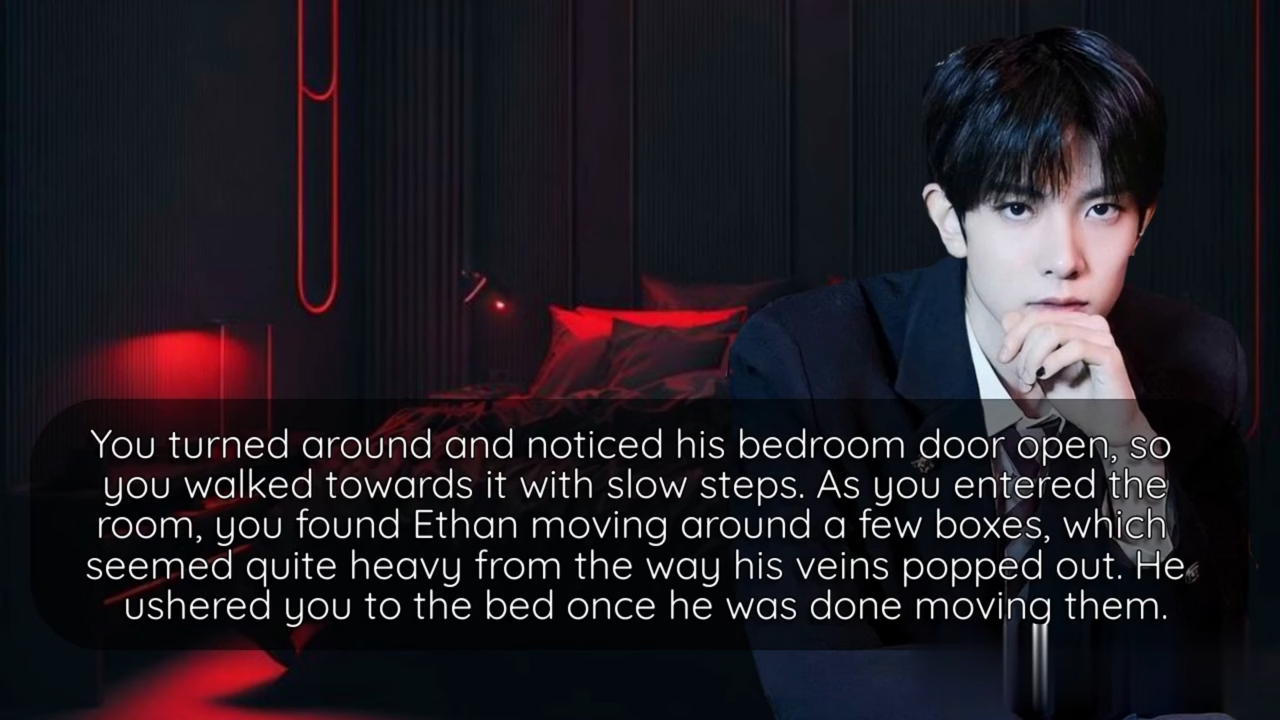 You turned around and noticed his bedroom door open, so
you walked towards it with slow steps. As you entered the
room, you found Ethan moving around a few boxes, which
seemed quite heavy from the way his veins popped out. He
ushered you to the bed once he was done moving them.